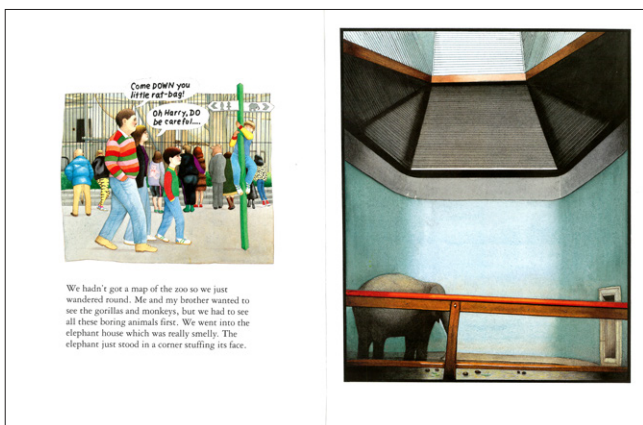 Come DOWN you
little rat-bag!
Oh Harry, DO
be careful....
We hadn't got a map of the zoo so we just
wandered round. Me and my brother wanted to
see the gorillas and monkeys, but we had to see
all these boring animals first. We went into the
elephant house which was really smelly. The
elephant just stood in a corner stuffing its face.